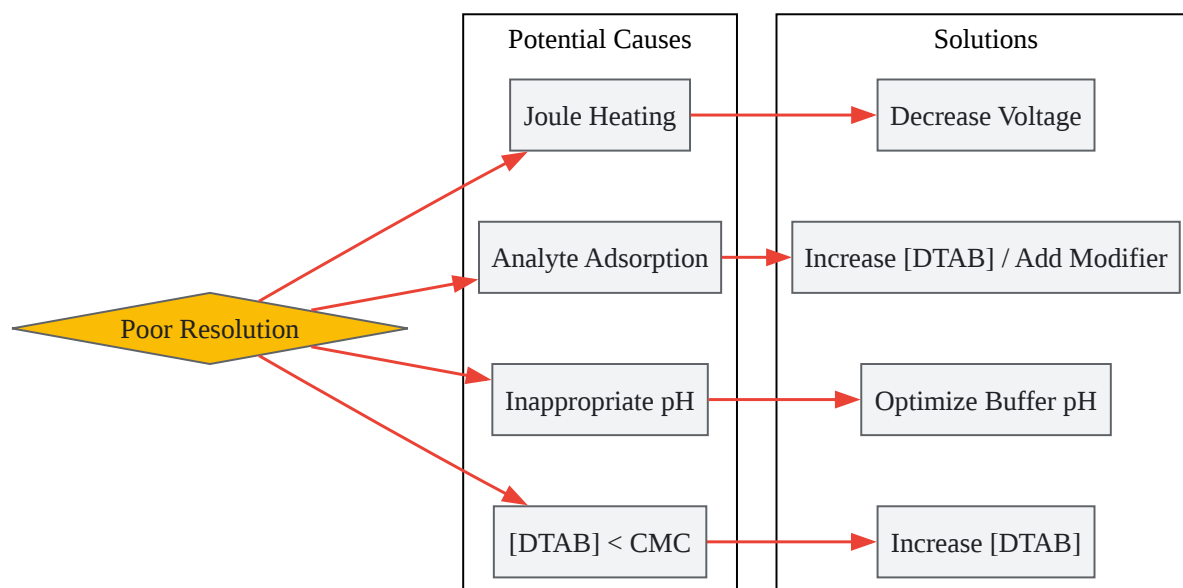 Potential Causes
Solutions
Joule Heating
Decrease Voltage
Analyte Adsorption
Increase [DTAB] / Add Modifier
Poor Resolution
Inappropriate pH
Optimize Buffer pH
[DTAB] < CMC
Increase [DTAB]